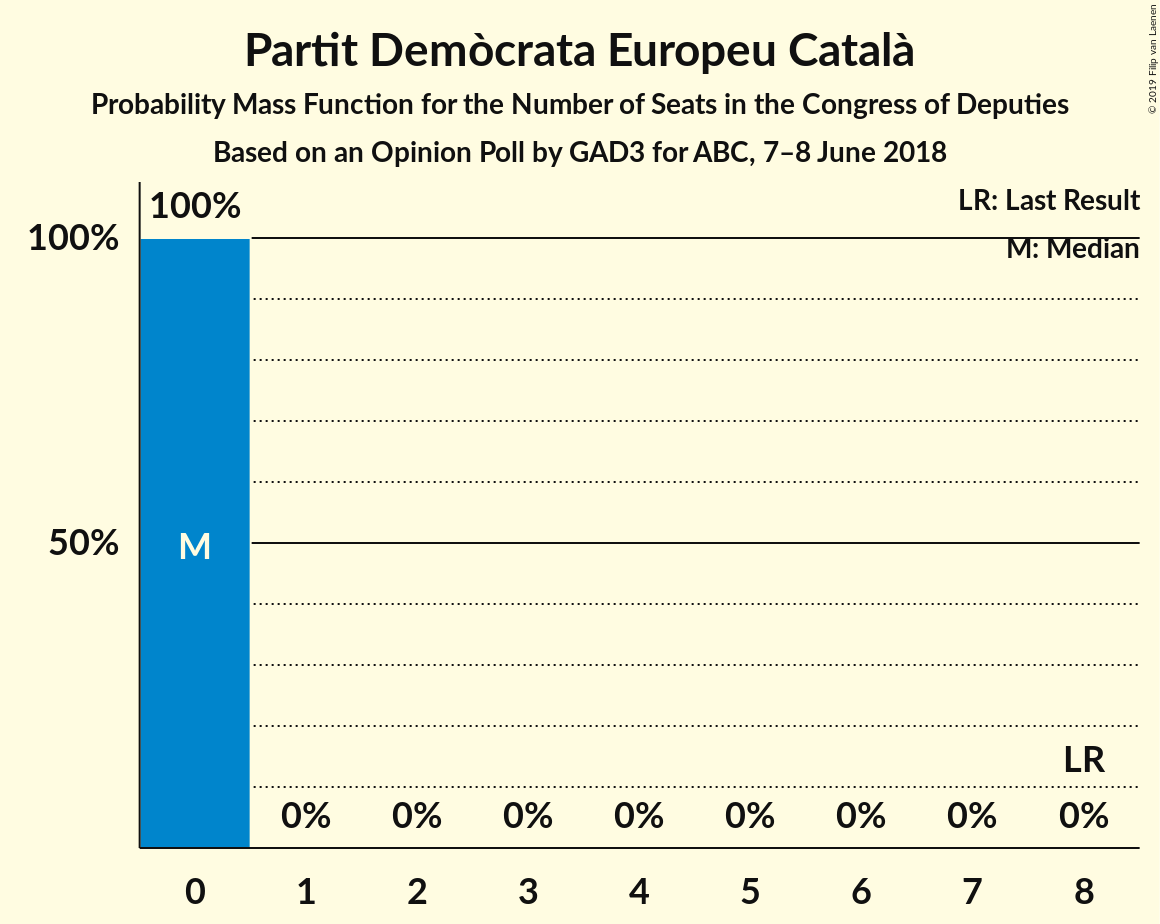 Partit Demòcrata Europeu Català
Probability Mass Function for the Number of Seats in the Congress of Deputies
Based on an Opinion Poll by GAD3 for ABC, 7–8 June 2018
© 2019 Filip van Laenen
LR: Last Result
M: Median
100%
100%
50%
M
LR
0% 0% 0% 0% 0% 0% 0% 0%
0 1 2 3 4 5 6 7 8